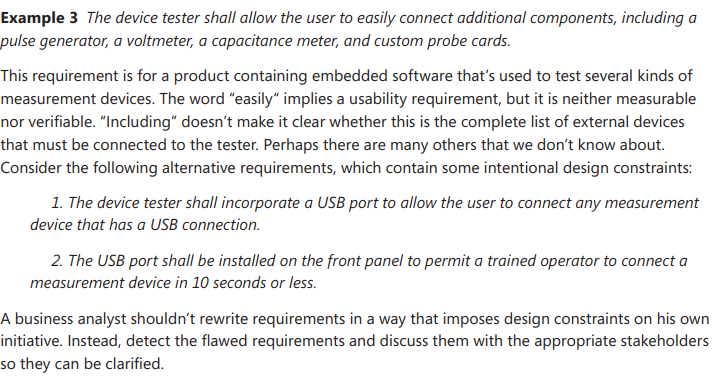 Example 3  The device tester shall allow the user to easily connect additional components, including a
pulse generator, a voltmeter, a capacitance meter, and custom probe cards.
This requirement is for a product containing embedded software that’s used to test several kinds of
measurement devices. The word “easily” implies a usability requirement, but it is neither measurable
nor verifiable. “Including” doesn’t make it clear whether this is the complete list of external devices
that must be connected to the tester. Perhaps there are many others that we don’t know about.
Consider the following alternative requirements, which contain some intentional design constraints:
1. The device tester shall incorporate a USB port to allow the user to connect any measurement
device that has a USB connection.
2. The USB port shall be installed on the front panel to permit a trained operator to connect a
measurement device in 10 seconds or less.
A business analyst shouldn’t rewrite requirements in a way that imposes design constraints on his own
initiative. Instead, detect the flawed requirements and discuss them with the appropriate stakeholders
so they can be clarified.